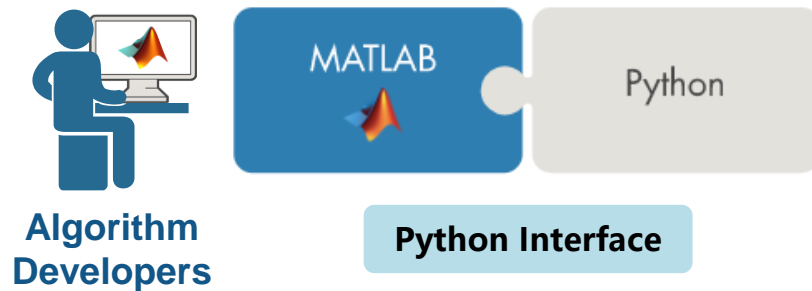 MATLAB
Python
Algorithm
Developers
Python Interface